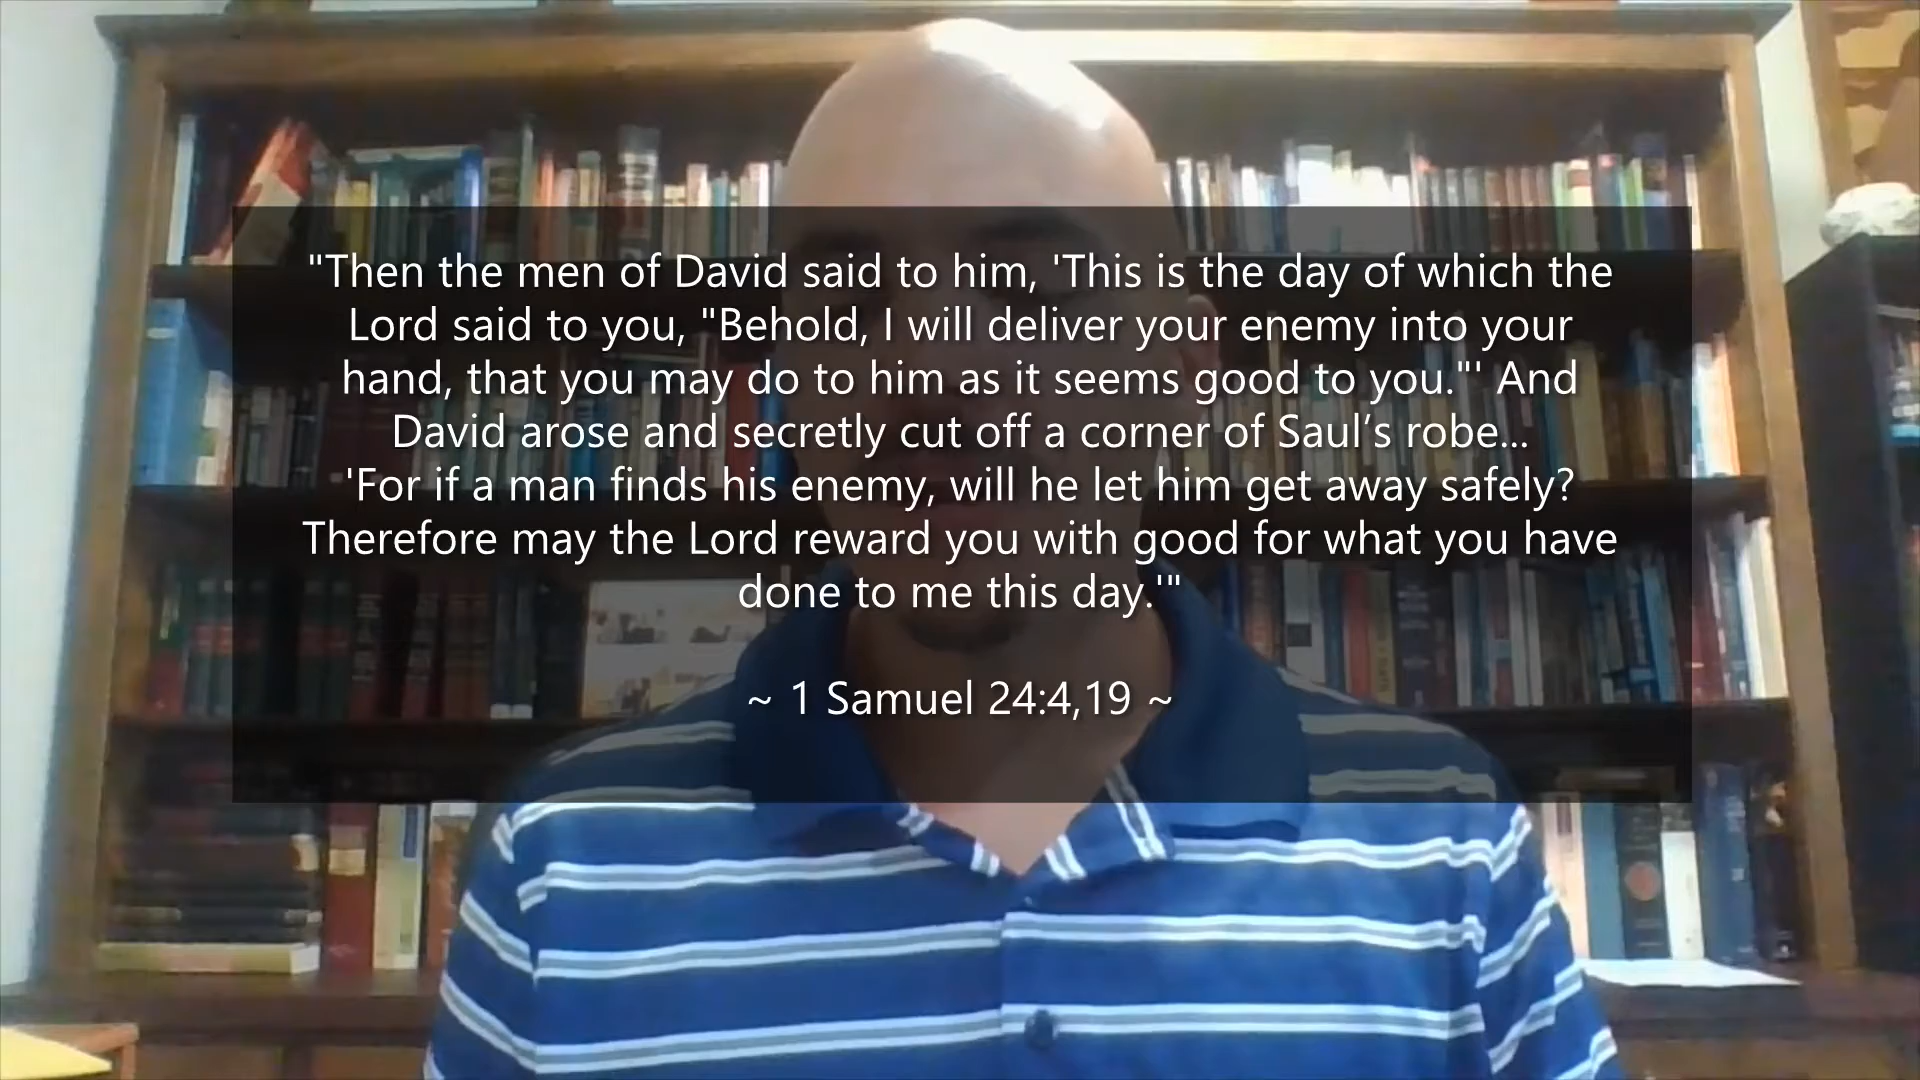 "Then the men of David said to him, 'This is the day of which the
Lord said to you, "Behold, I will deliver your enemy into your
hand, that you may do to him as it seems good to you."' And
David arose and secretly cut off a corner of Saul’s robe...
'For if a man finds his enemy, will he let him get away safely?
Therefore may the Lord reward you with good for what you have
done to me this day.'"
~ 1 Samuel 24:4,19 ~